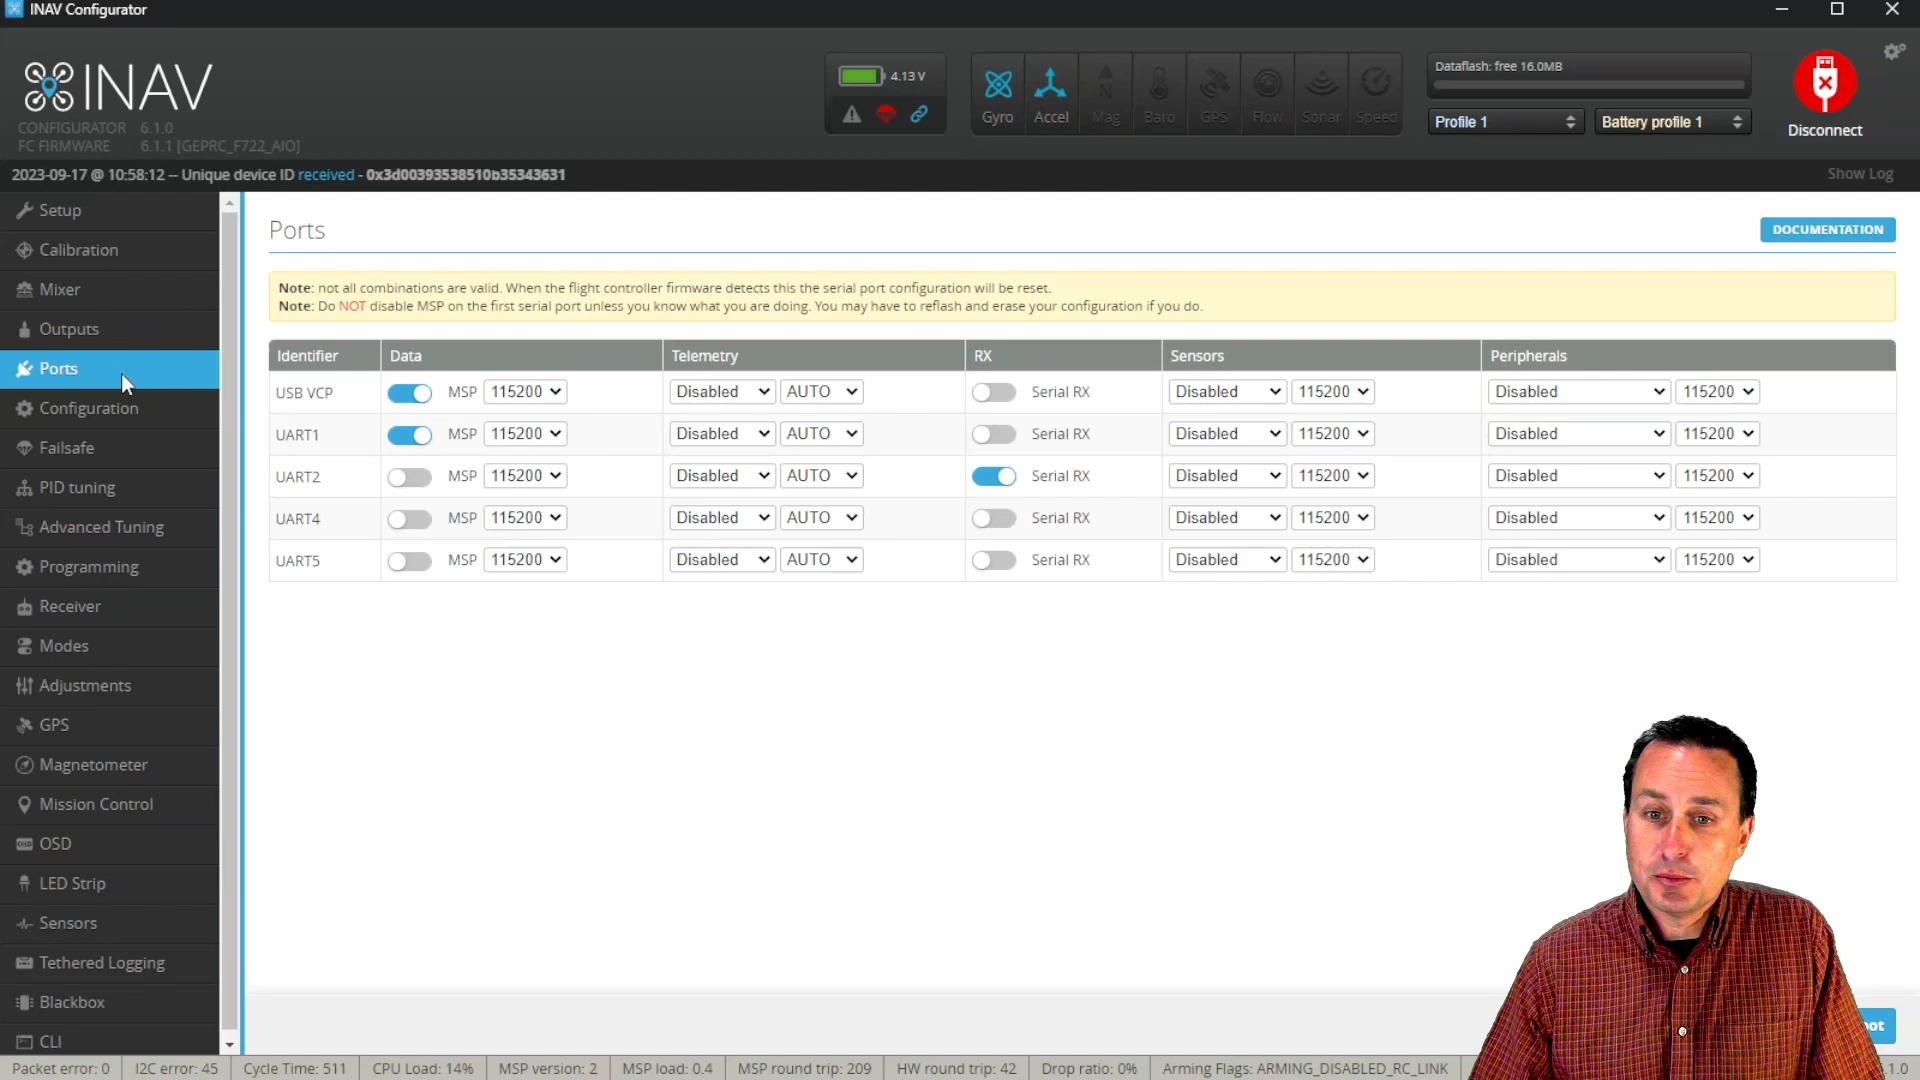 INAV Configurator
INAV
CONFIGURATOR 6.1.0
FC FIRMWARE 6.1.1 [GEPRC_F722_AIO]
4.13 V
Gyro Accel Mag Baro GPS Flow Sonar Speed
Dataflash: free 16.0MB
Profile 1 Battery profile 1
Disconnect
2023-09-17 @ 10:58:12 -- Unique device ID received - 0x3d00393538510b35343631
Show Log
Setup
Calibration
Mixer
Outputs
Ports
Configuration
Failsafe
PID tuning
Advanced Tuning
Programming
Receiver
Modes
Adjustments
GPS
Magnetometer
Mission Control
OSD
LED Strip
Sensors
Tethered Logging
Blackbox
CLI
Ports
DOCUMENTATION
Note: not all combinations are valid. When the flight controller firmware detects this the serial port configuration will be reset.
Note: Do NOT disable MSP on the first serial port unless you know what you are doing. You may have to reflash and erase your configuration if you do.
Identifier Data Telemetry RX Sensors Peripherals
USB VCP MSP 115200 Disabled AUTO Serial RX Disabled 115200 Disabled 115200
UART1 MSP 115200 Disabled AUTO Serial RX Disabled 115200 Disabled 115200
UART2 MSP 115200 Disabled AUTO Serial RX Disabled 115200 Disabled 115200
UART4 MSP 115200 Disabled AUTO Serial RX Disabled 115200 Disabled 115200
UART5 MSP 115200 Disabled AUTO Serial RX Disabled 115200 Disabled 115200
Packet error: 0 I2C error: 45 Cycle Time: 511 CPU Load: 14% MSP version: 2 MSP load: 0.4 MSP round trip: 209 HW round trip: 42 Drop ratio: 0% Arming Flags: ARMING_DISABLED_RC_LINK